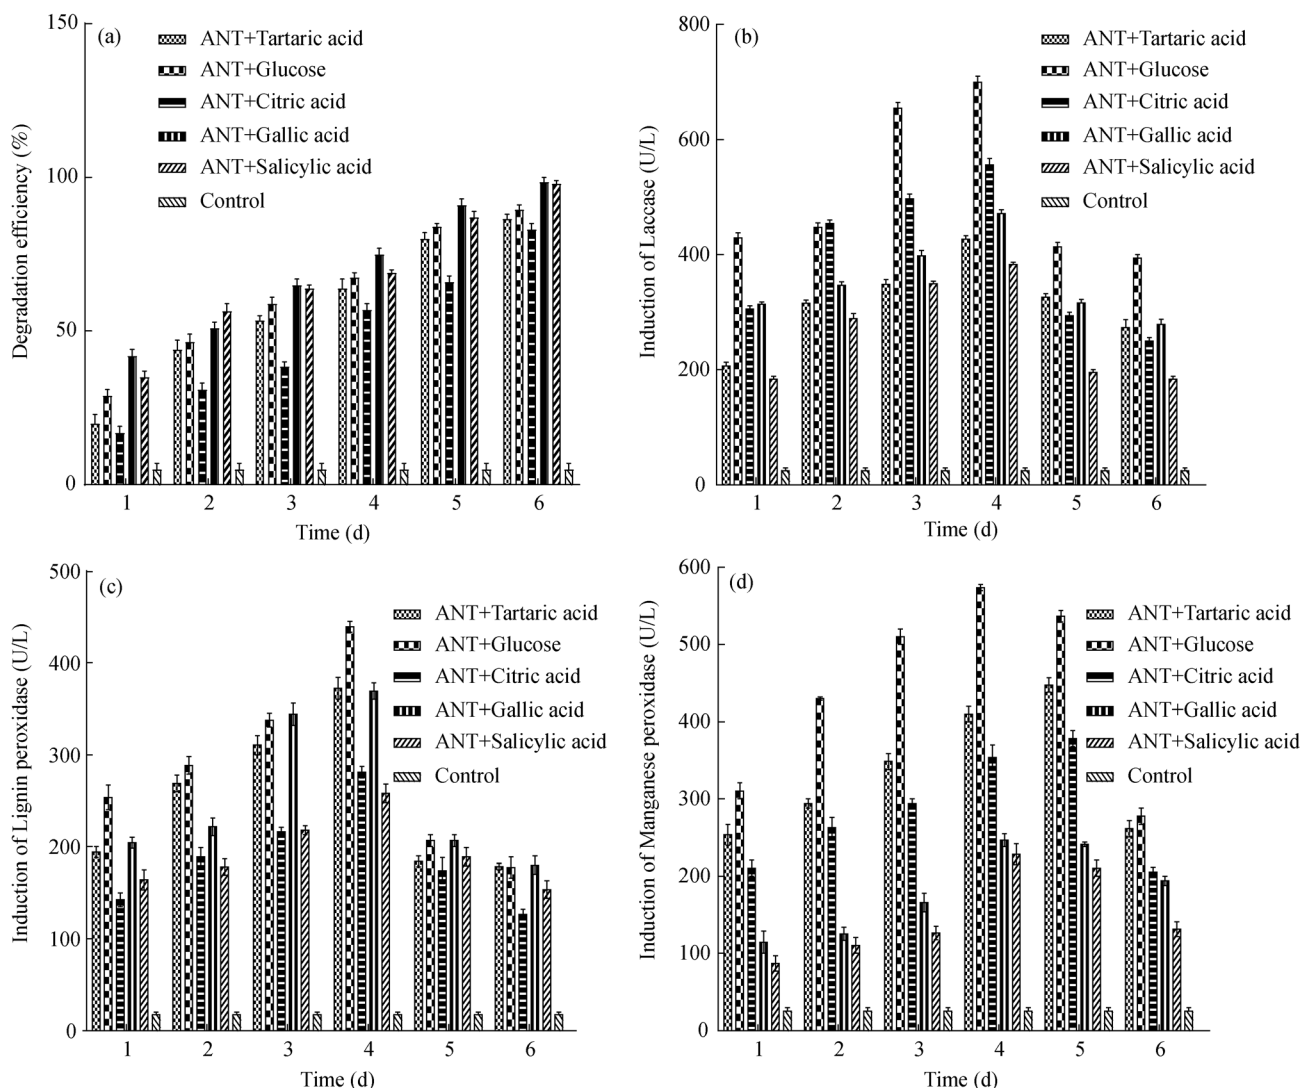 (a)
ANT+Tartaric acid
ANT+Glucose
ANT+Citric acid
ANT+Gallic acid
ANT+Salicylic acid
Control
Degradation efficiency (%)
150
100
50
0
1 2 3 4 5 6
Time (d)
(b)
ANT+Tartaric acid
ANT+Glucose
ANT+Citric acid
ANT+Gallic acid
ANT+Salicylic acid
Control
Induction of Laccase (U/L)
800
600
400
200
0
1 2 3 4 5 6
Time (d)
(c)
ANT+Tartaric acid
ANT+Glucose
ANT+Citric acid
ANT+Gallic acid
ANT+Salicylic acid
Control
Induction of Lignin peroxidase (U/L)
500
400
300
200
100
0
1 2 3 4 5 6
Time (d)
(d)
ANT+Tartaric acid
ANT+Glucose
ANT+Citric acid
ANT+Gallic acid
ANT+Salicylic acid
Control
Induction of Manganese peroxidase (U/L)
600
500
400
300
200
100
0
1 2 3 4 5 6
Time (d)